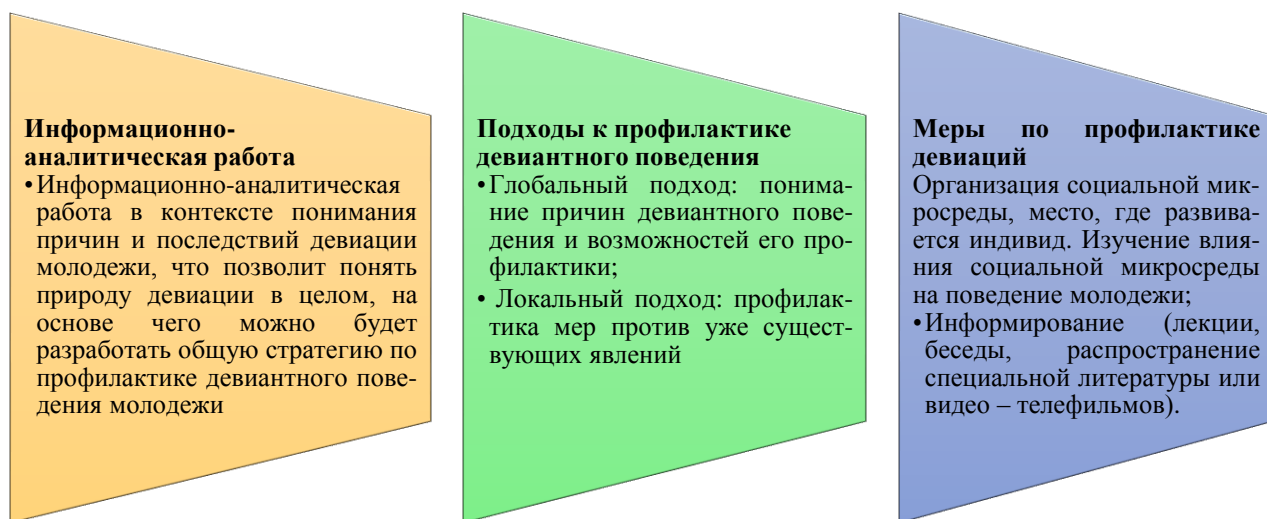 Информационно-
аналитическая работа
•Информационно-аналитическая
работа в контексте понимания
причин и последствий девиации
молодежи, что позволит понять
природу девиации в целом, на
основе чего можно будет
разработать общую стратегию по
профилактике девиантного пове-
дения молодежи
Подходы к профилактике
девиантного поведения
•Глобальный подход: понима-
ние причин девиантного пове-
дения и возможностей его про-
филактики;
• Локальный подход: профилак-
тика мер против уже сущест-
вующих явлений
Меры по профилактике
девиаций
Организация социальной мик-
росреды, место, где развива-
ется индивид. Изучение влия-
ния социальной микросреды
на поведение молодежи;
•Информирование (лекции,
беседы, распространение
специальной литературы или
видео – телефильмов).